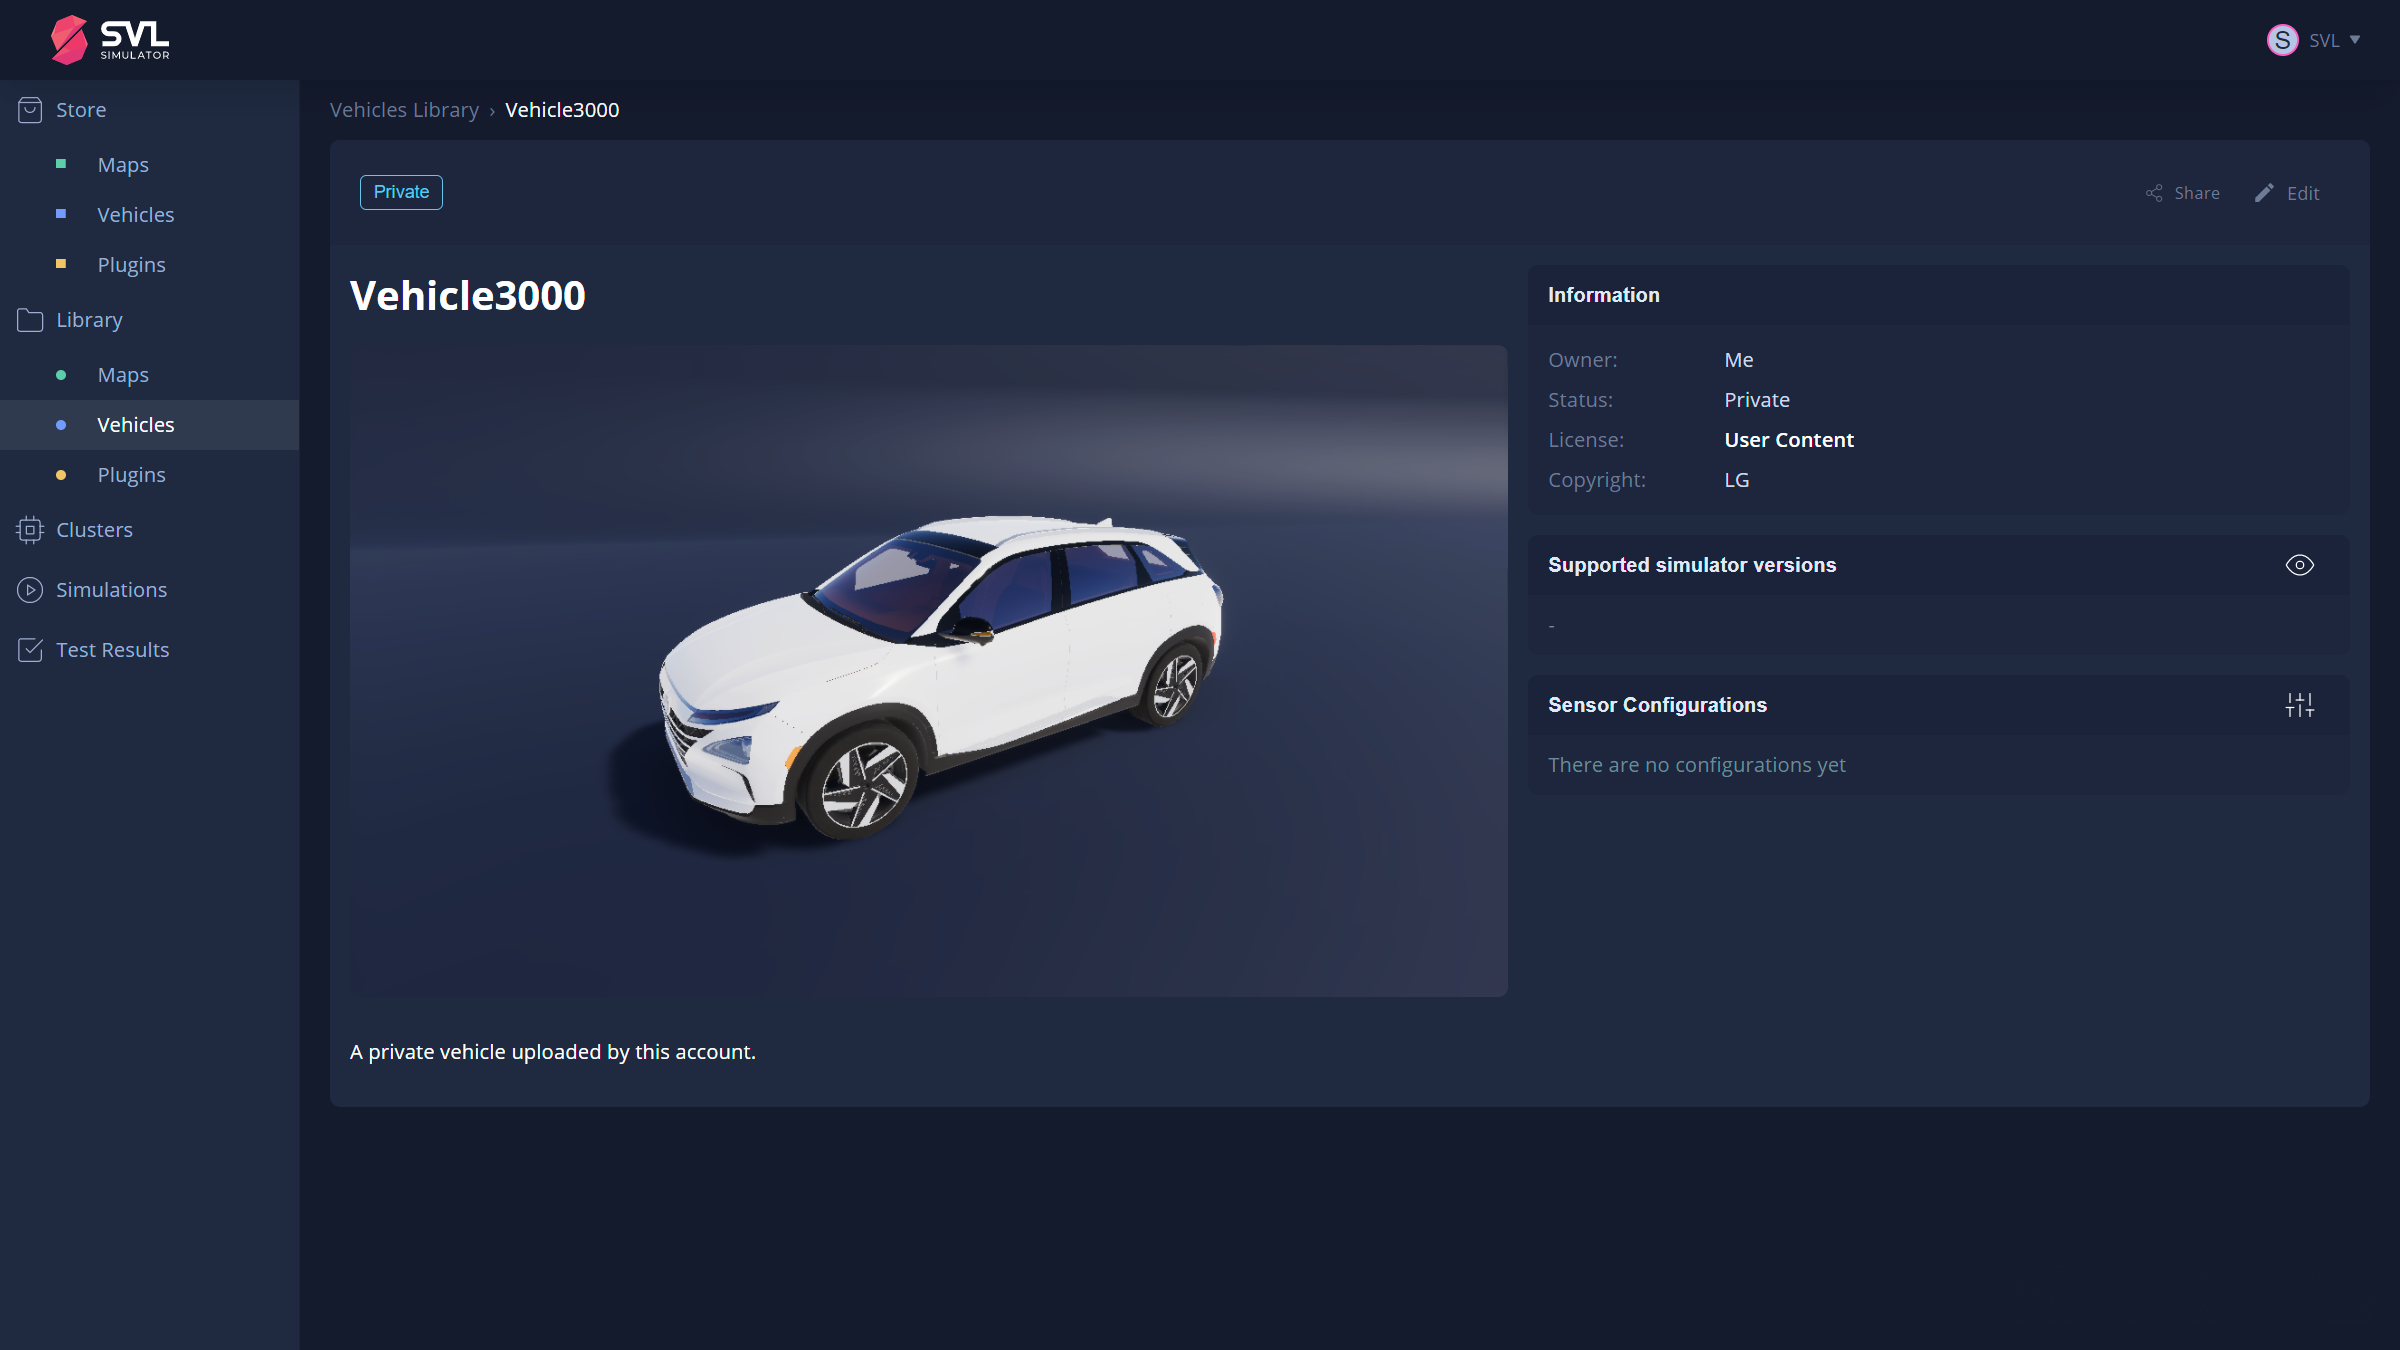 SVL
SIMULATOR
S SVL
Store
Maps
Vehicles
Plugins
Library
Maps
Vehicles
Plugins
Clusters
Simulations
Test Results
Vehicles Library › Vehicle3000
Private
Share
Edit
Vehicle3000
A private vehicle uploaded by this account.
Information
Owner: Me
Status: Private
License: User Content
Copyright: LG
Supported simulator versions
-
Sensor Configurations
There are no configurations yet